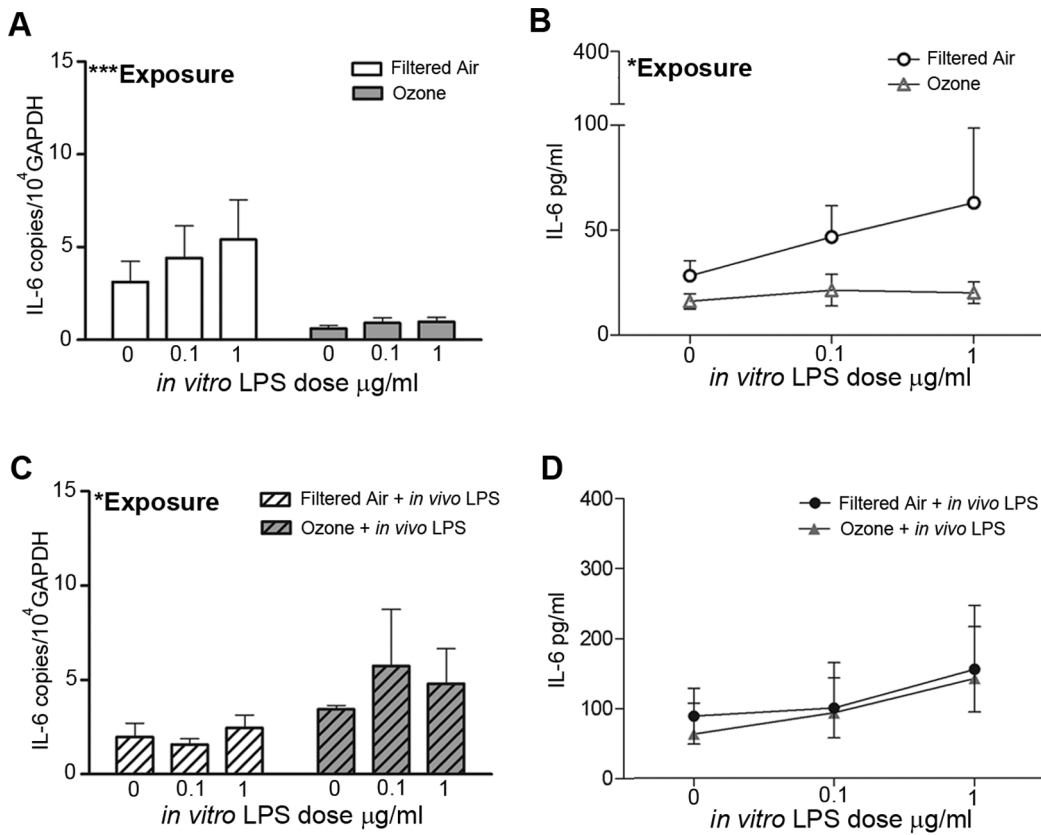 A
***Exposure
Filtered Air
Ozone
15
10
5
0
IL-6 copies/10⁴GAPDH
0 0.1 1 0 0.1 1
in vitro LPS dose μg/ml
B
*Exposure
Filtered Air
Ozone
400
100
50
0
IL-6 pg/ml
0 0.1 1
in vitro LPS dose μg/ml
C
*Exposure
Filtered Air + in vivo LPS
Ozone + in vivo LPS
15
10
5
0
IL-6 copies/10⁴GAPDH
0 0.1 1 0 0.1 1
in vitro LPS dose μg/ml
D
Filtered Air + in vivo LPS
Ozone + in vivo LPS
400
300
200
100
0
IL-6 pg/ml
0 0.1 1
in vitro LPS dose μg/ml